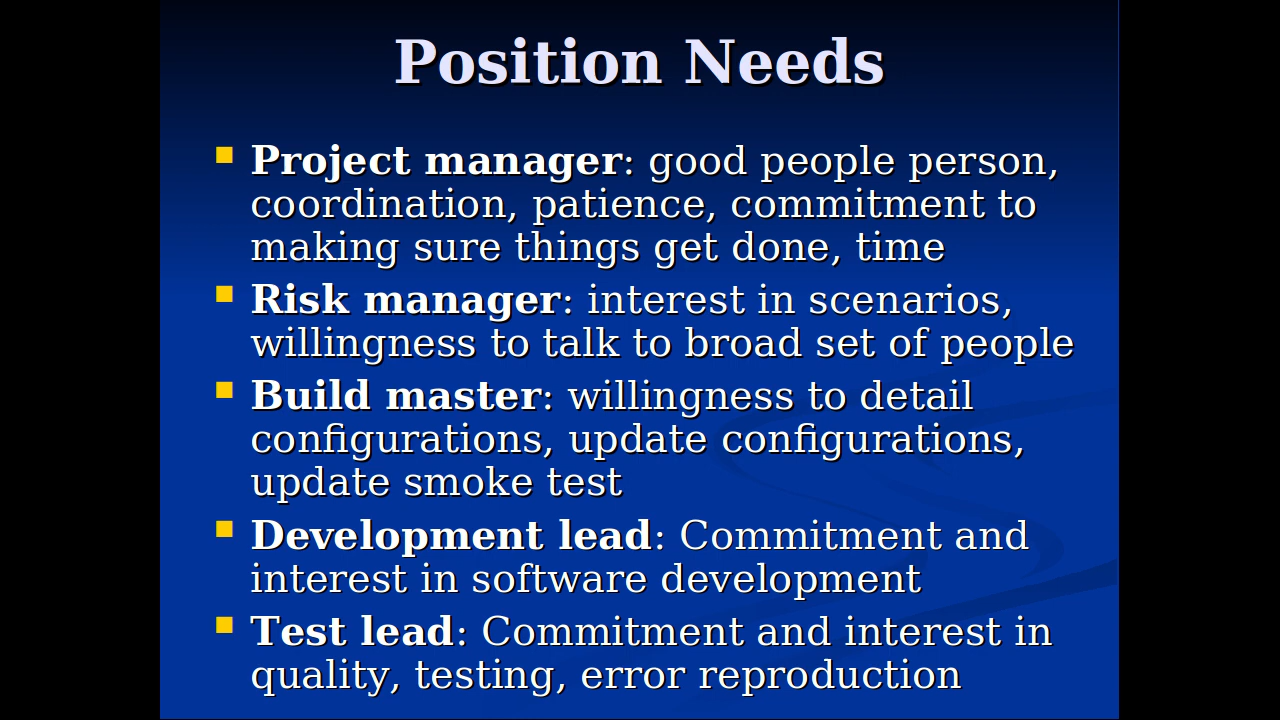 Position Needs
Project manager: good people person,
coordination, patience, commitment to
making sure things get done, time
Risk manager: interest in scenarios,
willingness to talk to broad set of people
Build master: willingness to detail
configurations, update configurations,
update smoke test
Development lead: Commitment and
interest in software development
Test lead: Commitment and interest in
quality, testing, error reproduction